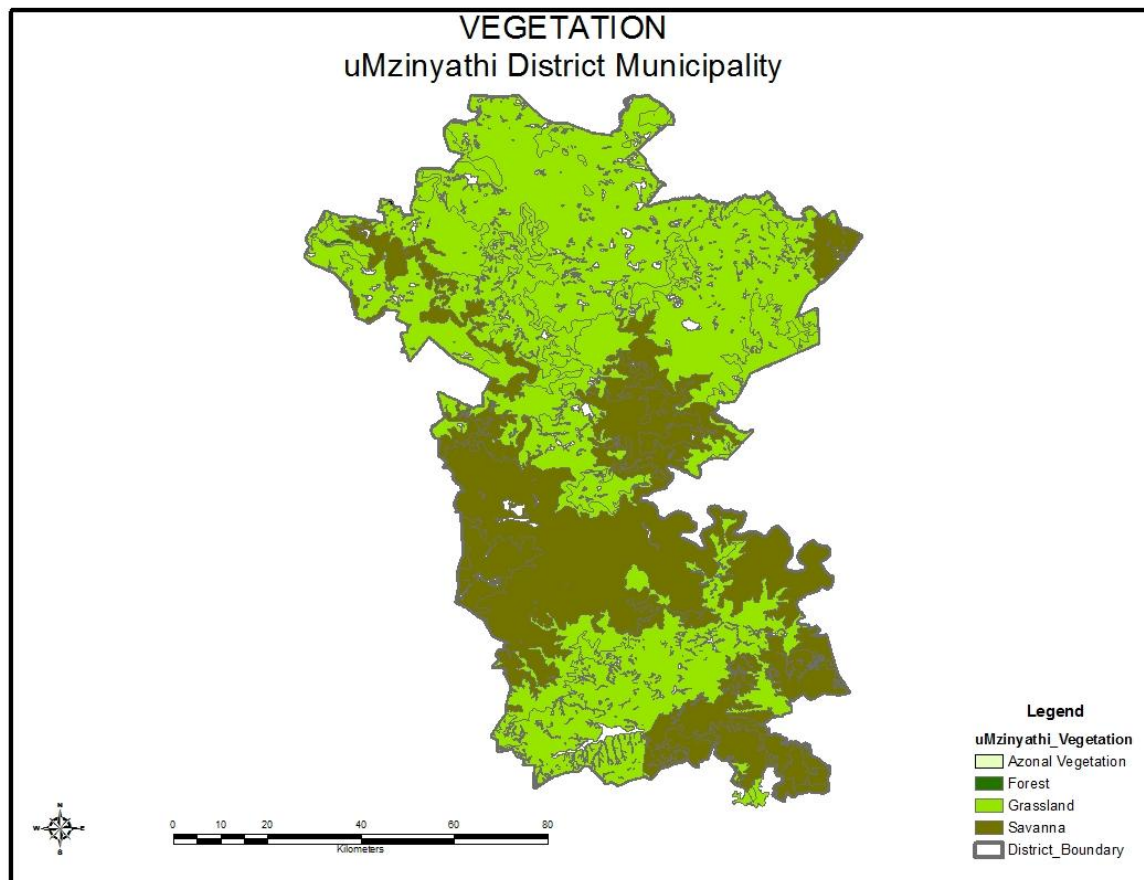 VEGETATION
uMzinyathi District Municipality
Legend
uMzinyathi_Vegetation
Azonal Vegetation
Forest
Grassland
Savanna
District_Boundary
N
W E
S
0 10 20 40 60 80
Kilometers